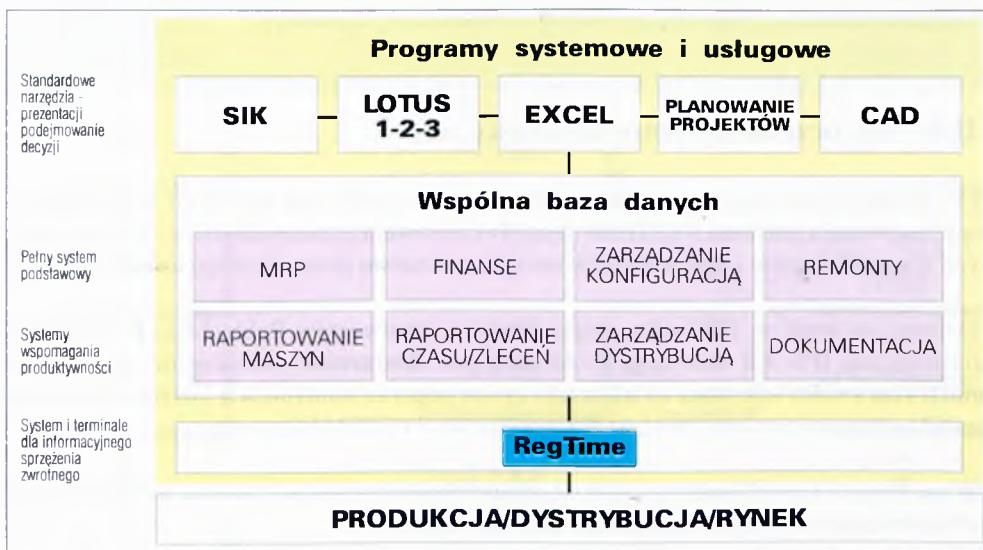 Programy systemowe i usługowe
Standardowe
narzędzia -
prezentacji
podejmowanie
decyzji
SIK – LOTUS 1-2-3 – EXCEL – PLANOWANIE PROJEKTÓW – CAD
Wspólna baza danych
Pełny system
podstawowy
MRP
FINANSE
ZARZĄDZANIE
KONFIGURACJĄ
REMONTY
Systemy
wspomagania
produktywności
RAPORTOWANIE
MASZYN
RAPORTOWANIE
CZASU/ZLECEŃ
ZARZĄDZANIE
DYSTRYBUCJĄ
DOKUMENTACJA
System i terminale
dla informacyjnego
sprzężenia
zwrotnego
RegTime
PRODUKCJA/DYSTRYBUCJA/RYNEK